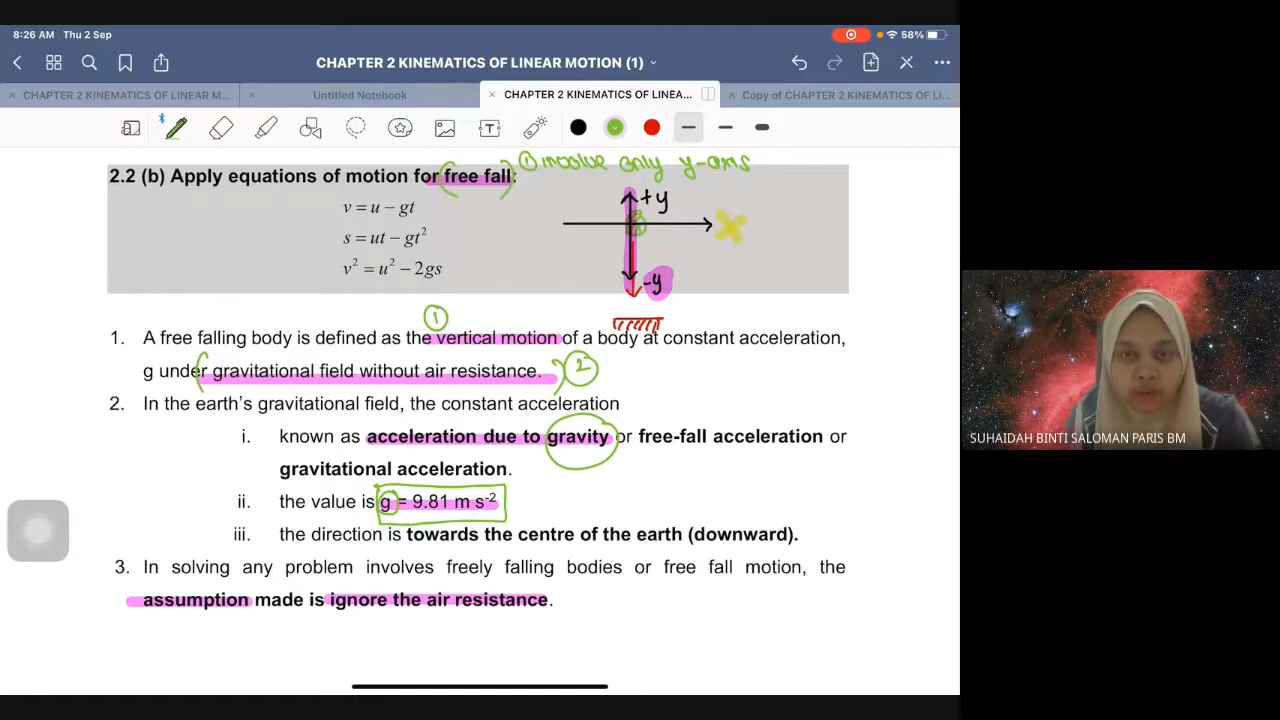 8:26 AM Thu 2 Sep
58%
CHAPTER 2 KINEMATICS OF LINEAR MOTION (1)
CHAPTER 2 KINEMATICS OF LINEAR M...
Untitled Notebook
CHAPTER 2 KINEMATICS OF LINEA...
Copy of CHAPTER 2 KINEMATICS OF LI...
① involve only y-axis
2.2 (b) Apply equations of motion for free fall:
v = u − gt
s = ut − gt²
v² = u² − 2gs
+y
x
-y
①
1. A free falling body is defined as the vertical motion of a body at constant acceleration,
g under gravitational field without air resistance. ②
2. In the earth's gravitational field, the constant acceleration
i. known as acceleration due to gravity or free-fall acceleration or
gravitational acceleration.
ii. the value is g = 9.81 m s⁻²
iii. the direction is towards the centre of the earth (downward).
3. In solving any problem involves freely falling bodies or free fall motion, the
assumption made is ignore the air resistance.
SUHAIDAH BINTI SALOMAN PARIS BM